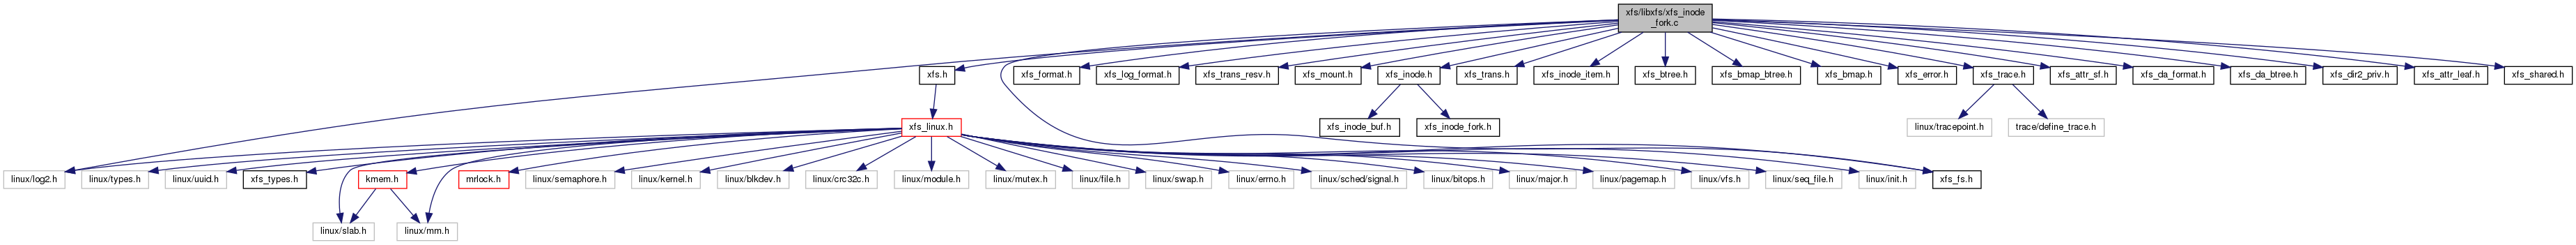 xfs/libxfs/xfs_inode
_fork.c
xfs.h
xfs_format.h
xfs_log_format.h
xfs_trans_resv.h
xfs_mount.h
xfs_inode.h
xfs_trans.h
xfs_inode_item.h
xfs_btree.h
xfs_bmap_btree.h
xfs_bmap.h
xfs_error.h
xfs_trace.h
xfs_attr_sf.h
xfs_da_format.h
xfs_da_btree.h
xfs_dir2_priv.h
xfs_attr_leaf.h
xfs_shared.h
xfs_linux.h
xfs_inode_buf.h
xfs_inode_fork.h
linux/tracepoint.h
trace/define_trace.h
linux/log2.h
linux/types.h
linux/uuid.h
xfs_types.h
kmem.h
mrlock.h
linux/semaphore.h
linux/kernel.h
linux/blkdev.h
linux/crc32c.h
linux/module.h
linux/mutex.h
linux/file.h
linux/swap.h
linux/errno.h
linux/sched/signal.h
linux/bitops.h
linux/major.h
linux/pagemap.h
linux/vfs.h
linux/seq_file.h
linux/init.h
xfs_fs.h
linux/slab.h
linux/mm.h